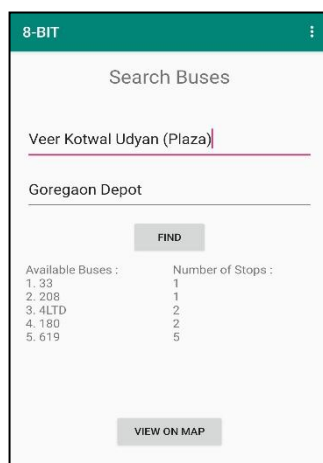 8-BIT
Search Buses
Veer Kotwal Udyan (Plaza)
Goregaon Depot
FIND
Available Buses : Number of Stops :
1. 33 1
2. 208 1
3. 4LTD 2
4. 180 2
5. 619 5
VIEW ON MAP